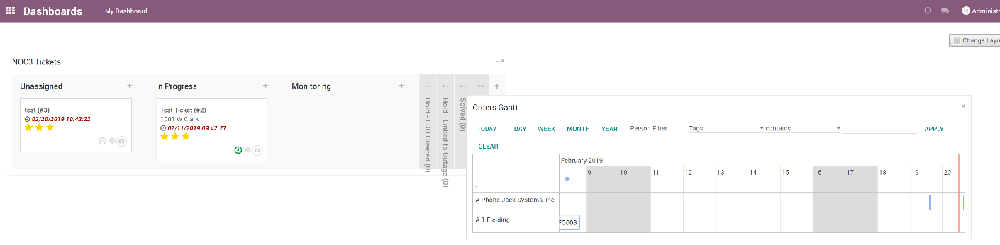 Dashboards My Dashboard Administr
Change Layo
NOC3 Tickets - ×
Unassigned + In Progress + Monitoring + +
test (#3)
02/20/2019 10:42:22
Test Ticket (#2)
1001 W Clark
02/11/2019 09:42:27
Hold - FSO Created (0)
Hold - Linked to Outage (0)
Solved (0)
Orders Gantt - ×
TODAY DAY WEEK MONTH YEAR Person Filter Tags contains APPLY
CLEAR
February 2019
9 10 11 12 13 14 15 16 17 18 19 20
-
A Phone Jack Systems, Inc.
A-1 Fielding FO003